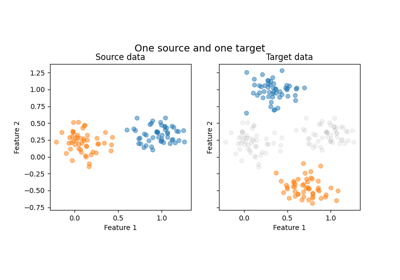 One source and one target
Source data
Target data
Feature 2
1.25
1.00
0.75
0.50
0.25
0.00
−0.25
−0.50
−0.75
0.0
0.5
1.0
Feature 1
Feature 2
0.0
0.5
1.0
Feature 1